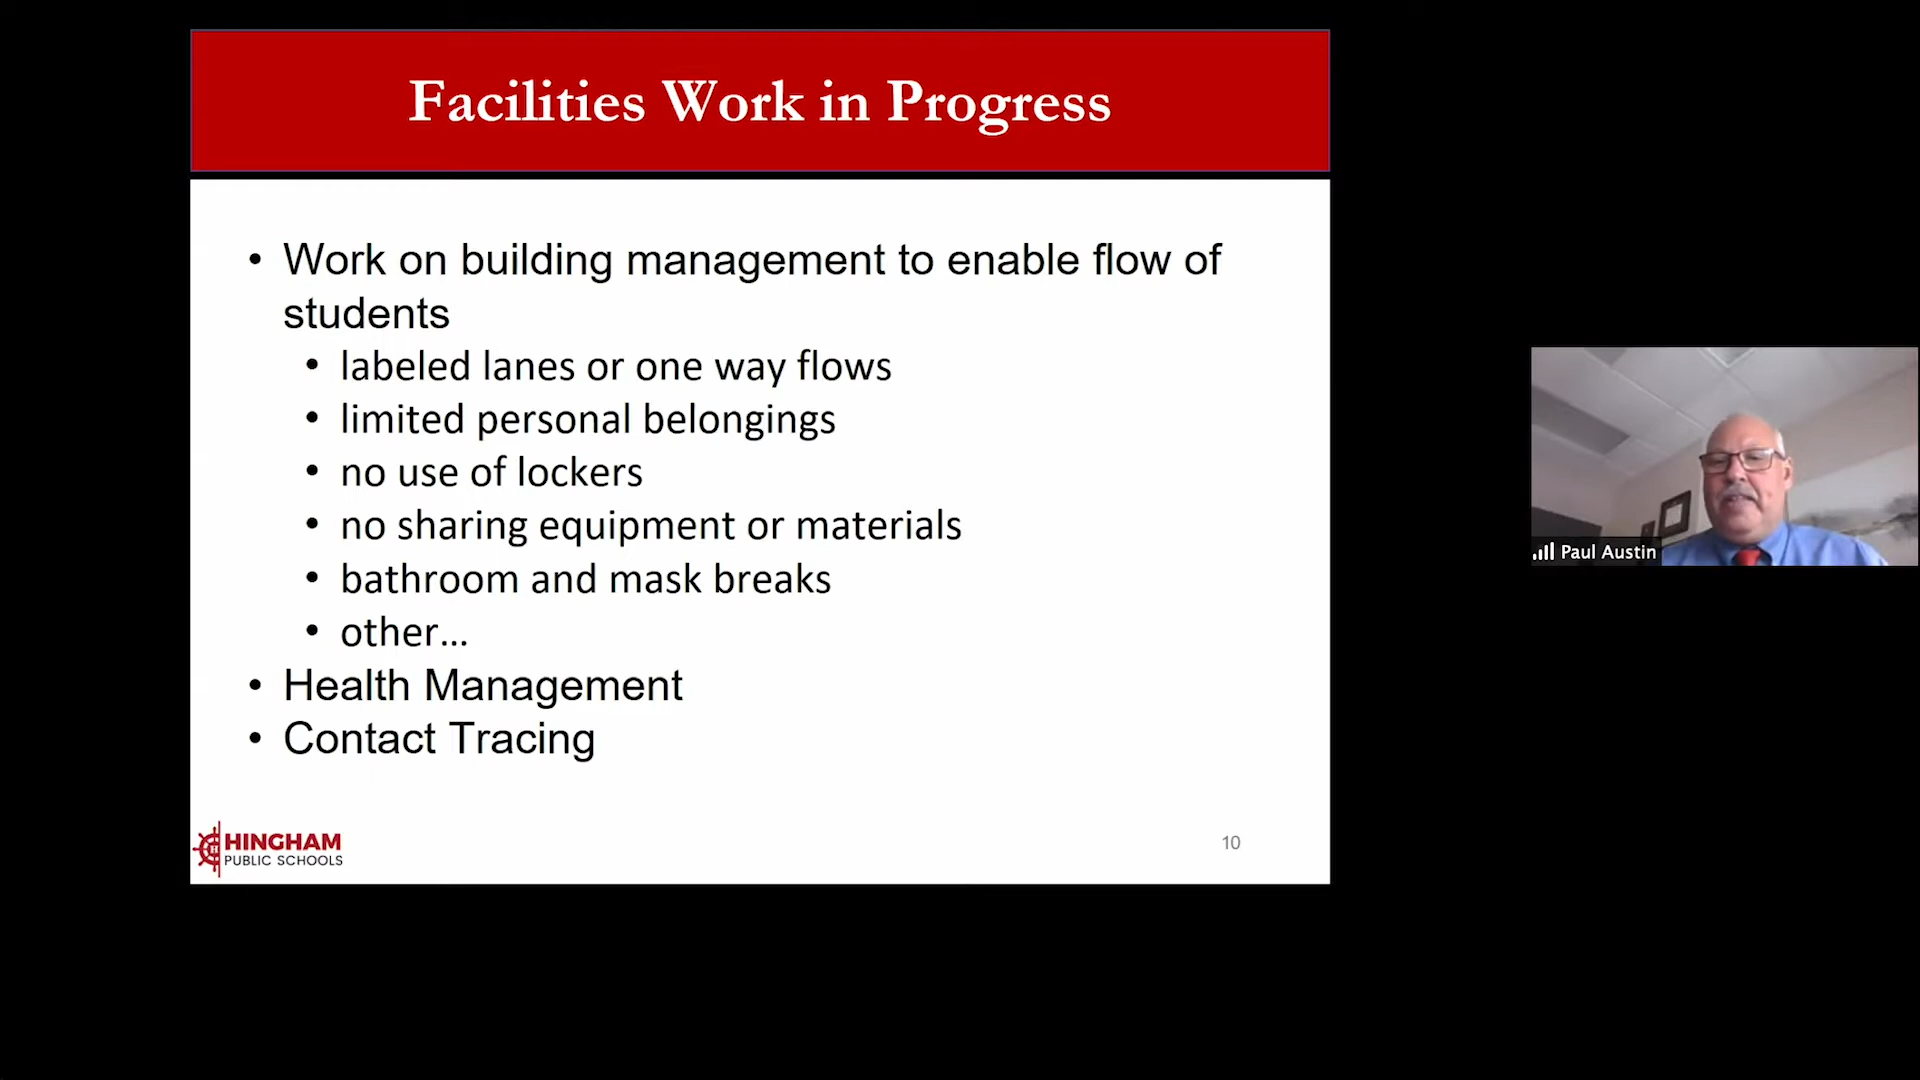 Facilities Work in Progress
• Work on building management to enable flow of
students
• labeled lanes or one way flows
• limited personal belongings
• no use of lockers
• no sharing equipment or materials
• bathroom and mask breaks
• other...
• Health Management
• Contact Tracing
H
HINGHAM
PUBLIC SCHOOLS
10
Paul Austin